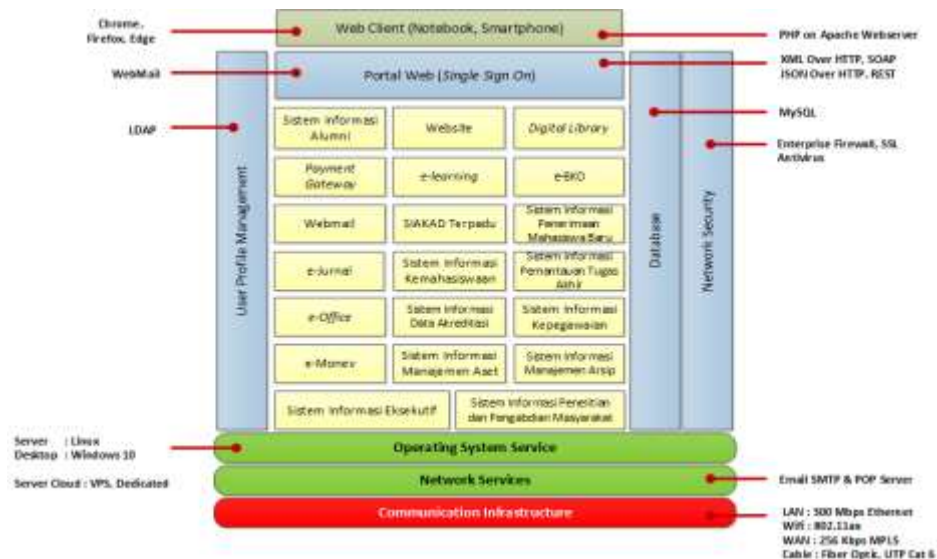 Chrome,
Firefox, Edge
Web Client (Notebook, Smartphone)
PHP on Apache Webserver
WebMail
Portal Web (Single Sign On)
XML Over HTTP, SOAP
JSON Over HTTP, REST
LDAP
MySQL
Enterprise Firewall, SSL
Antivirus
User Profile Management
Database
Network Security
Sistem Informasi
Alumni
Website
Digital Library
Payment
Gateway
e-learning
e-BKD
Webmail
SIAKAD Terpadu
Sistem Informasi
Penerimaan
Mahasiswa Baru
e-Jurnal
Sistem Informasi
Kemahasiswaan
Sistem Informasi
Pemantauan Tugas
Akhir
e-Office
Sistem Informasi
Data Akreditasi
Sistem Informasi
Kepegawaian
e-Monev
Sistem Informasi
Manajemen Aset
Sistem Informasi
Manajemen Arsip
Sistem Informasi Eksekutif
Sistem Informasi Penelitian
dan Pengabdian Masyarakat
Server : Linux
Desktop : Windows 10
Operating System Service
Server Cloud : VPS, Dedicated
Network Services
Email SMTP & POP Server
Communication Infrastructure
LAN : 500 Mbps Ethernet
Wifi : 802.11ax
WAN : 256 Kbps MPLS
Cable : Fiber Optic, UTP Cat 6